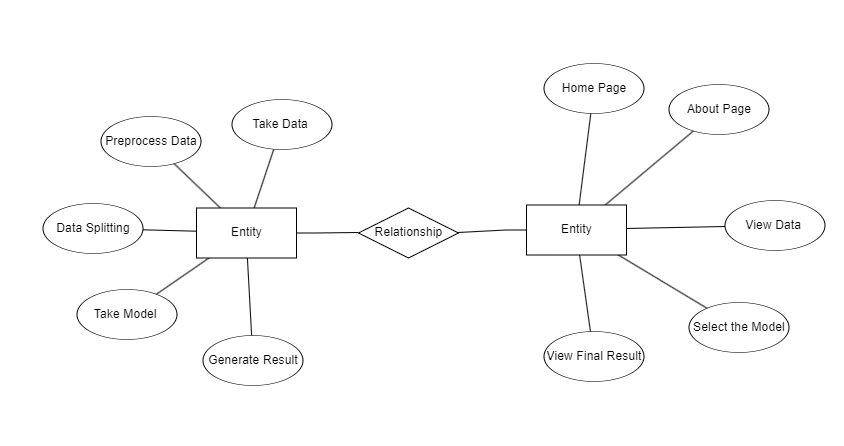 Home Page
About Page
Take Data
Preprocess Data
Data Splitting
Entity
Relationship
Entity
View Data
Take Model
Select the Model
Generate Result
View Final Result